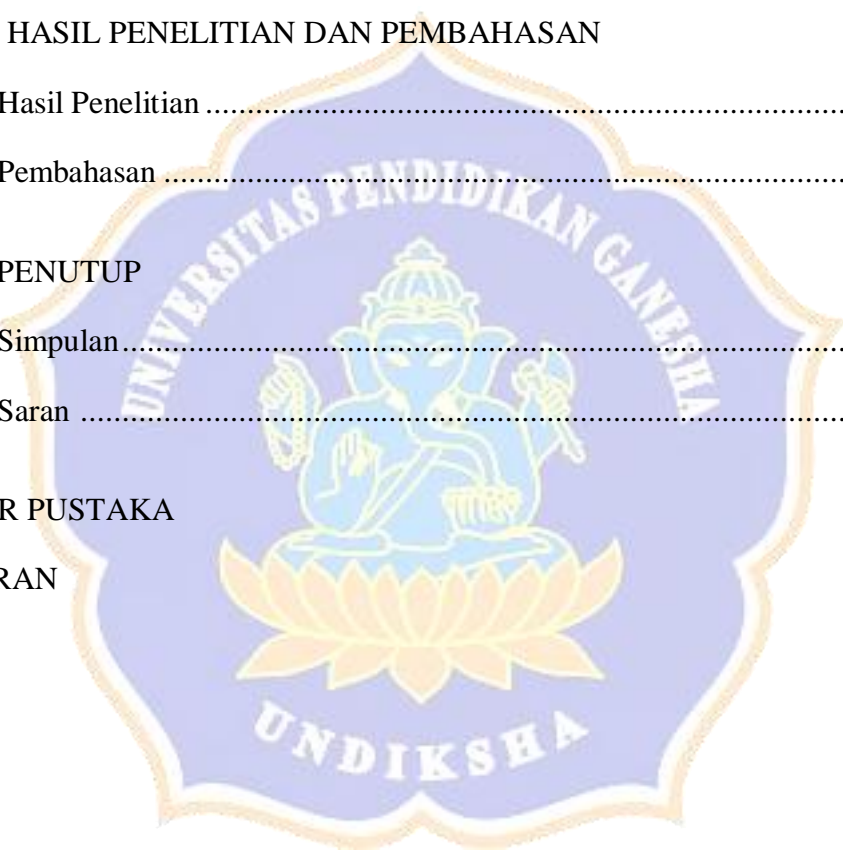 HASIL PENELITIAN DAN PEMBAHASAN
Hasil Penelitian ........................................................................................
Pembahasan .............................................................................................
PENUTUP
Simpulan..................................................................................................
Saran .......................................................................................................
R PUSTAKA
RAN
UNIVERSITAS PENDIDIKAN GANESHA
UNDIKSHA